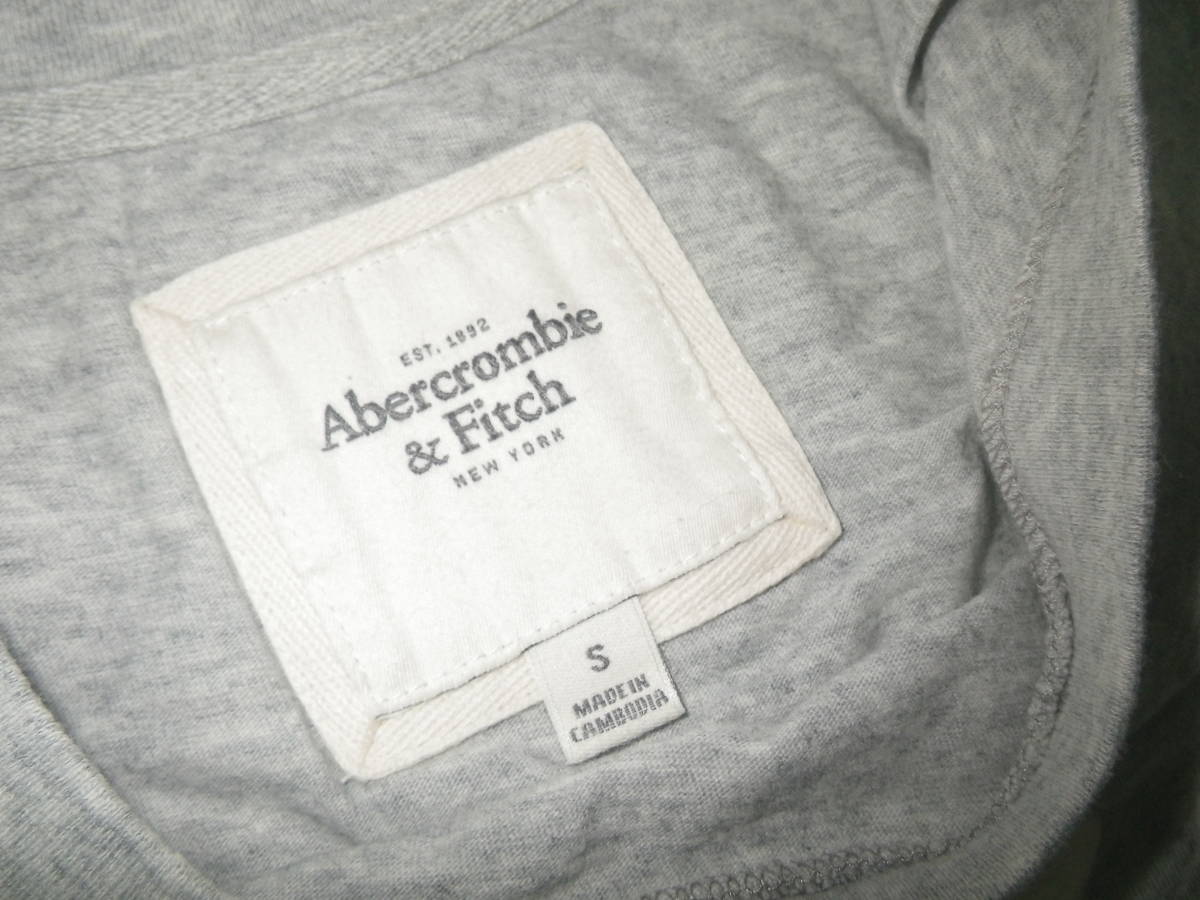 EST. 1892
Abercrombie
& Fitch
NEW YORK
S
MADE IN
CAMBODIA